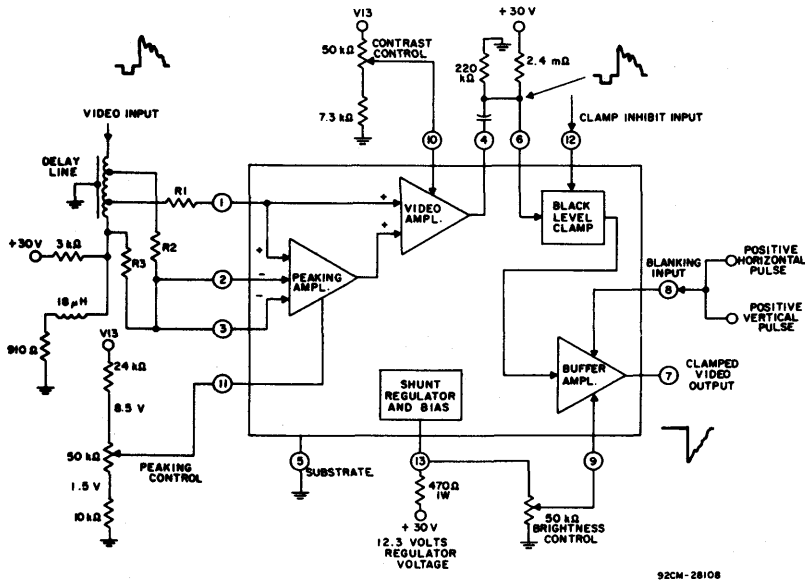 V13
50 kΩ
CONTRAST
CONTROL
7.3 kΩ
+30V
220
kΩ
2.4 mΩ
CLAMP INHIBIT INPUT
10
4
6
12
VIDEO INPUT
DELAY
LINE
R1
1
+
VIDEO
AMPL.
+
BLACK
LEVEL
CLAMP
+30V
3 kΩ
R3
R2
2
3
+
−
−
PEAKING
AMPL.
BLANKING
INPUT
8
POSITIVE
HORIZONTAL
PULSE
POSITIVE
VERTICAL
PULSE
18 μH
910 Ω
V13
24 kΩ
8.5 V
50 kΩ
1.5 V
10 kΩ
11
PEAKING
CONTROL
SHUNT
REGULATOR
AND BIAS
BUFFER
AMPL.
7
CLAMPED
VIDEO
OUTPUT
5
SUBSTRATE
13
9
470Ω
1W
+ 30 V
12.3 VOLTS
REGULATOR
VOLTAGE
50 kΩ
BRIGHTNESS
CONTROL
92CM-28108